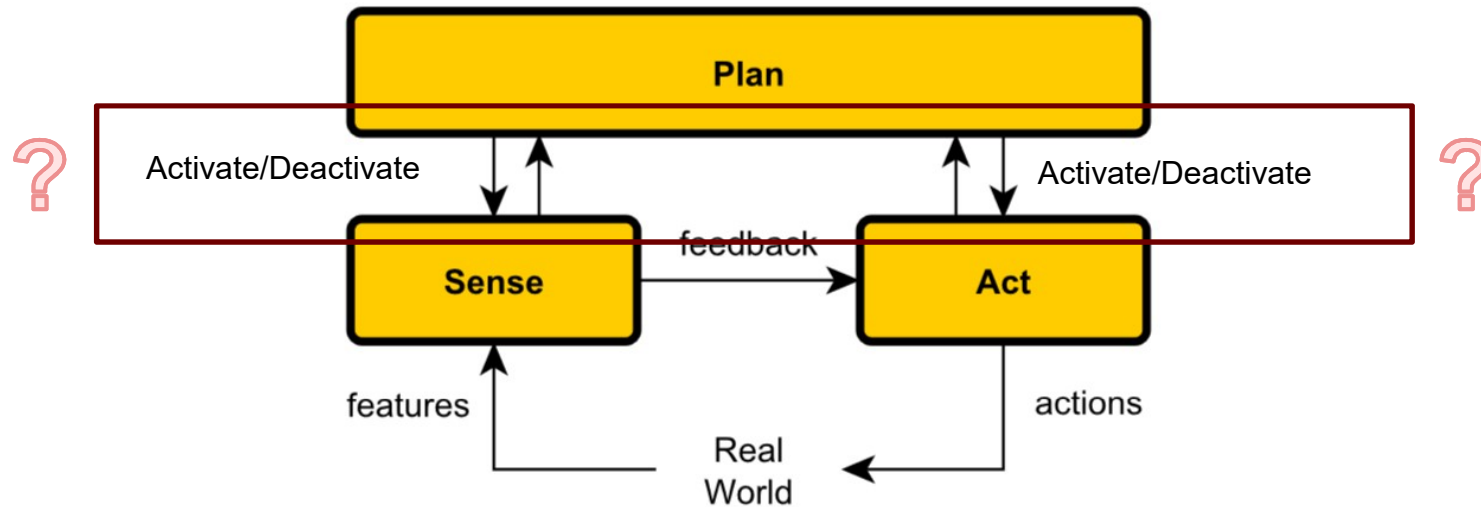 Plan
?
Activate/Deactivate
Activate/Deactivate
?
feedback
Sense
Act
features
actions
Real
World